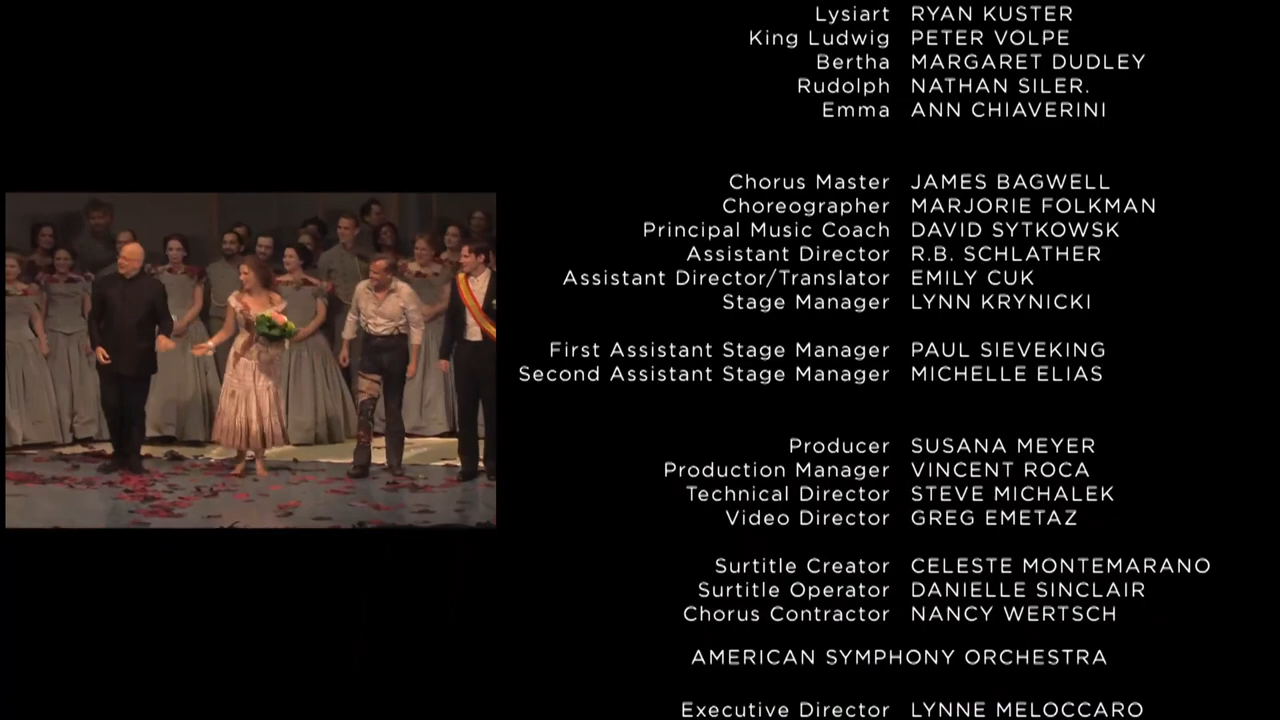 Lysiart RYAN KUSTER
King Ludwig PETER VOLPE
Bertha MARGARET DUDLEY
Rudolph NATHAN SILER.
Emma ANN CHIAVERINI
Chorus Master JAMES BAGWELL
Choreographer MARJORIE FOLKMAN
Principal Music Coach DAVID SYTKOWSK
Assistant Director R.B. SCHLATHER
Assistant Director/Translator EMILY CUK
Stage Manager LYNN KRYNICKI
First Assistant Stage Manager PAUL SIEVEKING
Second Assistant Stage Manager MICHELLE ELIAS
Producer SUSANA MEYER
Production Manager VINCENT ROCA
Technical Director STEVE MICHALEK
Video Director GREG EMETAZ
Surtitle Creator CELESTE MONTEMARANO
Surtitle Operator DANIELLE SINCLAIR
Chorus Contractor NANCY WERTSCH
AMERICAN SYMPHONY ORCHESTRA
Executive Director LYNNE MELOCCARO